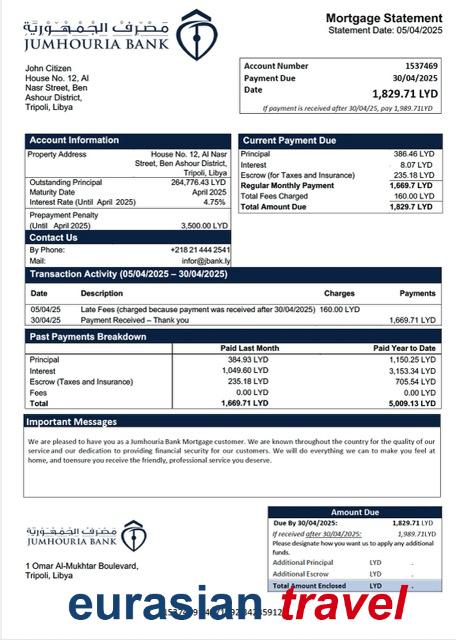 مصرف الجمهورية
JUMHOURIA BANK
Mortgage Statement
Statement Date: 05/04/2025
John Citizen
House No. 12, Al
Nasr Street, Ben
Ashour District,
Tripoli, Libya
Account Number 1537469
Payment Due 30/04/2025
Date 1,829.71 LYD
If payment is received after 30/04/25, pay 1,989.71LYD
Account Information
Property Address House No. 12, Al Nasr
Street, Ben Ashour District,
Tripoli, Libya
Outstanding Principal 264,776.43 LYD
Maturity Date April 2025
Interest Rate (Until April 2025) 4.75%
Prepayment Penalty
(Until April 2025) 3,500.00 LYD
Contact Us
By Phone: +218 21 444 2541
Mail: infor@jbank.ly
Current Payment Due
Principal 386.46 LYD
Interest 8.07 LYD
Escrow (for Taxes and Insurance) 235.18 LYD
Regular Monthly Payment 1,669.7 LYD
Total Fees Charged 160.00 LYD
Total Amount Due 1,829.7 LYD
Transaction Activity (05/04/2025 – 30/04/2025)
Date Description Charges Payments
05/04/25 Late Fees (charged because payment was received after 30/04/2025) 160.00 LYD
30/04/25 Payment Received – Thank you 1,669.71 LYD
Past Payments Breakdown
Paid Last Month Paid Year to Date
Principal 384.93 LYD 1,150.25 LYD
Interest 1,049.60 LYD 3,153.34 LYD
Escrow (Taxes and Insurance) 235.18 LYD 705.54 LYD
Fees 0.00 LYD 0.00 LYD
Total 1,669.71 LYD 5,009.13 LYD
Important Messages
We are pleased to have you as a Jumhouria Bank Mortgage customer. We are known throughout the country for the quality of our
service and our dedication to providing financial security for our customers. We will do everything we can to make you feel at
home, and toensure you receive the friendly, professional service you deserve.
مصرف الجمهورية
JUMHOURIA BANK
1 Omar Al-Mukhtar Boulevard,
Tripoli, Libya
Amount Due
Due By 30/04/2025: 1,829.71 LYD
If received after 30/04/2025: 1,989.71LYD
Please designate how you want us to apply any additional
funds.
Additional Principal LYD .
Additional Escrow LYD .
Total Amount Enclosed LYD .
eurasian travel